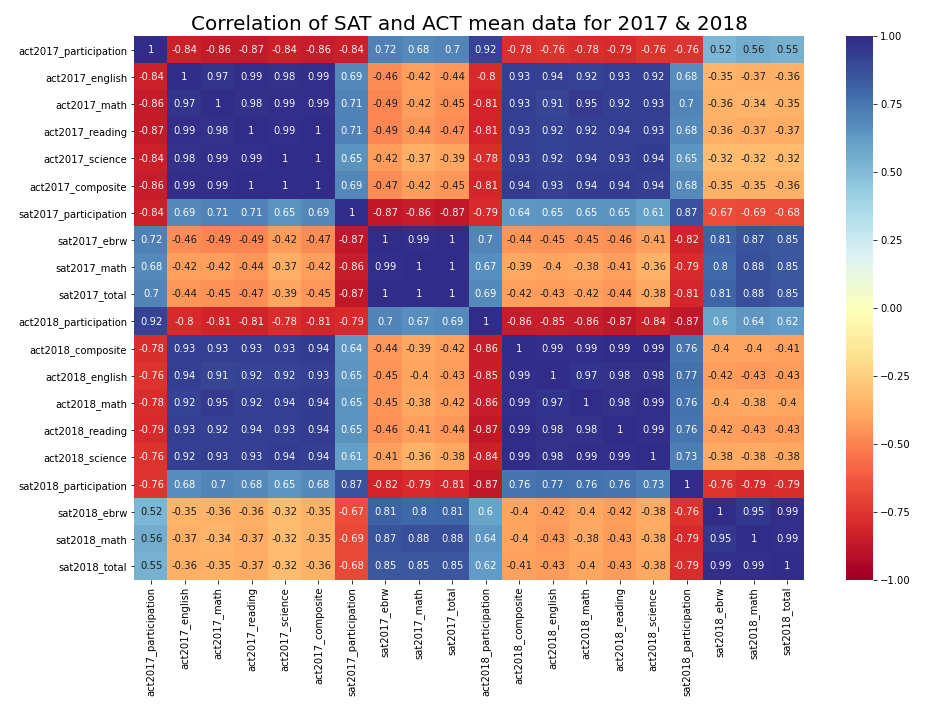 Correlation of SAT and ACT mean data for 2017 & 2018
act2017_participation 1 -0.84 -0.86 -0.87 -0.84 -0.86 -0.84 0.72 0.68 0.7 0.92 -0.78 -0.76 -0.78 -0.79 -0.76 -0.76 0.52 0.56 0.55
act2017_english -0.84 1 0.97 0.99 0.98 0.99 0.69 -0.46 -0.42 -0.44 -0.8 0.93 0.94 0.92 0.93 0.92 0.68 -0.35 -0.37 -0.36
act2017_math -0.86 0.97 1 0.98 0.99 0.99 0.71 -0.49 -0.42 -0.45 -0.81 0.93 0.91 0.95 0.92 0.93 0.7 -0.36 -0.34 -0.35
act2017_reading -0.87 0.99 0.98 1 0.99 1 0.71 -0.49 -0.44 -0.47 -0.81 0.93 0.92 0.92 0.94 0.93 0.68 -0.36 -0.37 -0.37
act2017_science -0.84 0.98 0.99 0.99 1 1 0.65 -0.42 -0.37 -0.39 -0.78 0.93 0.92 0.94 0.93 0.94 0.65 -0.32 -0.32 -0.32
act2017_composite -0.86 0.99 0.99 1 1 1 0.69 -0.47 -0.42 -0.45 -0.81 0.94 0.93 0.94 0.94 0.94 0.68 -0.35 -0.35 -0.36
sat2017_participation -0.84 0.69 0.71 0.71 0.65 0.69 1 -0.87 -0.86 -0.87 -0.79 0.64 0.65 0.65 0.65 0.61 0.87 -0.67 -0.69 -0.68
sat2017_ebrw 0.72 -0.46 -0.49 -0.49 -0.42 -0.47 -0.87 1 0.99 1 0.7 -0.44 -0.45 -0.45 -0.46 -0.41 -0.82 0.81 0.87 0.85
sat2017_math 0.68 -0.42 -0.42 -0.44 -0.37 -0.42 -0.86 0.99 1 1 0.67 -0.39 -0.4 -0.38 -0.41 -0.36 -0.79 0.8 0.88 0.85
sat2017_total 0.7 -0.44 -0.45 -0.47 -0.39 -0.45 -0.87 1 1 1 0.69 -0.42 -0.43 -0.42 -0.44 -0.38 -0.81 0.81 0.88 0.85
act2018_participation 0.92 -0.8 -0.81 -0.81 -0.78 -0.81 -0.79 0.7 0.67 0.69 1 -0.86 -0.85 -0.86 -0.87 -0.84 -0.87 0.6 0.64 0.62
act2018_composite -0.78 0.93 0.93 0.93 0.93 0.94 0.64 -0.44 -0.39 -0.42 -0.86 1 0.99 0.99 0.99 0.99 0.76 -0.4 -0.4 -0.41
act2018_english -0.76 0.94 0.91 0.92 0.92 0.93 0.65 -0.45 -0.4 -0.43 -0.85 0.99 1 0.97 0.98 0.98 0.77 -0.42 -0.43 -0.43
act2018_math -0.78 0.92 0.95 0.92 0.94 0.94 0.65 -0.45 -0.38 -0.42 -0.86 0.99 0.97 1 0.98 0.99 0.76 -0.4 -0.38 -0.4
act2018_reading -0.79 0.93 0.92 0.94 0.93 0.94 0.65 -0.46 -0.41 -0.44 -0.87 0.99 0.98 0.98 1 0.99 0.76 -0.42 -0.43 -0.43
act2018_science -0.76 0.92 0.93 0.93 0.94 0.94 0.61 -0.41 -0.36 -0.38 -0.84 0.99 0.98 0.99 0.99 1 0.73 -0.38 -0.38 -0.38
sat2018_participation -0.76 0.68 0.7 0.68 0.65 0.68 0.87 -0.82 -0.79 -0.81 -0.87 0.76 0.77 0.76 0.76 0.73 1 -0.76 -0.79 -0.79
sat2018_ebrw 0.52 -0.35 -0.36 -0.36 -0.32 -0.35 -0.67 0.81 0.8 0.81 0.6 -0.4 -0.42 -0.4 -0.42 -0.38 -0.76 1 0.95 0.99
sat2018_math 0.56 -0.37 -0.34 -0.37 -0.32 -0.35 -0.69 0.87 0.88 0.88 0.64 -0.4 -0.43 -0.38 -0.43 -0.38 -0.79 0.95 1 0.99
sat2018_total 0.55 -0.36 -0.35 -0.37 -0.32 -0.36 -0.68 0.85 0.85 0.85 0.62 -0.41 -0.43 -0.4 -0.43 -0.38 -0.79 0.99 0.99 1
act2017_participation
act2017_english
act2017_math
act2017_reading
act2017_science
act2017_composite
sat2017_participation
sat2017_ebrw
sat2017_math
sat2017_total
act2018_participation
act2018_composite
act2018_english
act2018_math
act2018_reading
act2018_science
sat2018_participation
sat2018_ebrw
sat2018_math
sat2018_total
1.00
0.75
0.50
0.25
0.00
−0.25
−0.50
−0.75
−1.00